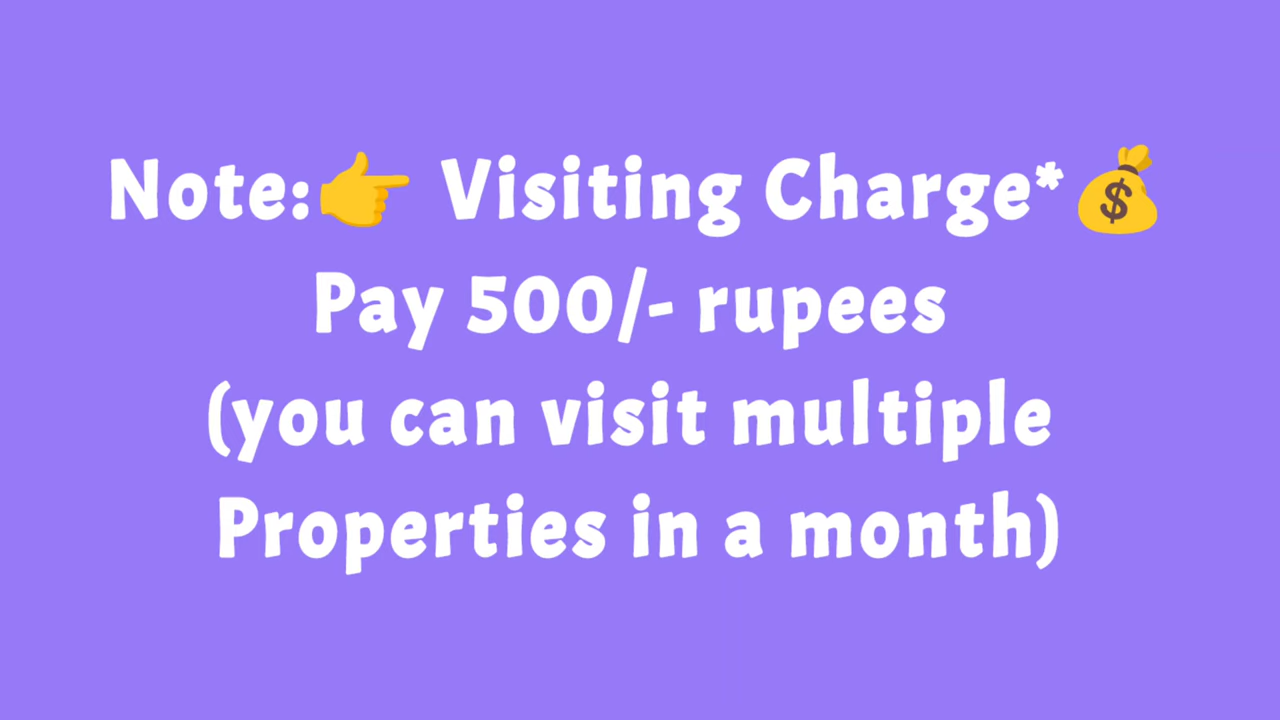 Note:👉 Visiting Charge*💰
Pay 500/- rupees
(you can visit multiple
Properties in a month)